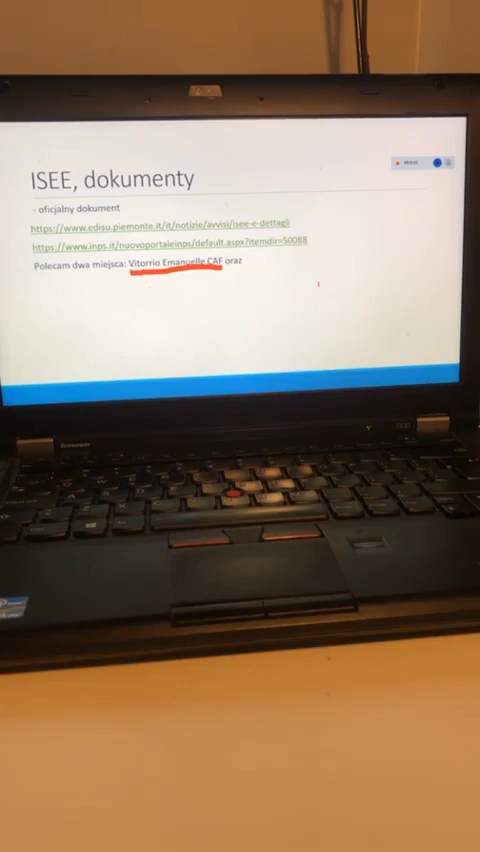 ISEE, dokumenty
- oficjalny dokument
https://www.edisu.piemonte.it/it/notizie/avvisi/isee-e-dettagli
https://www.inps.it/nuovoportaleinps/default.aspx?itemdir=50088
Polecam dwa miejsca: Vitorrio Emanuelle CAF oraz